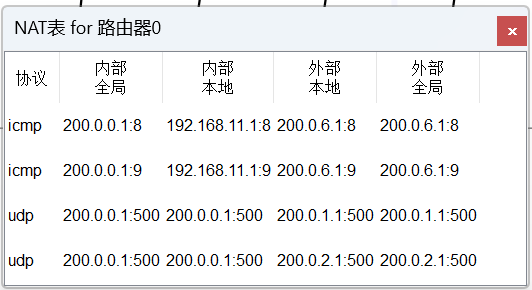 NAT表 for 路由器0
协议 内部全局 内部本地 外部本地 外部全局
icmp 200.0.0.1:8 192.168.11.1:8 200.0.6.1:8 200.0.6.1:8
icmp 200.0.0.1:9 192.168.11.1:9 200.0.6.1:9 200.0.6.1:9
udp 200.0.0.1:500 200.0.0.1:500 200.0.1.1:500 200.0.1.1:500
udp 200.0.0.1:500 200.0.0.1:500 200.0.2.1:500 200.0.2.1:500